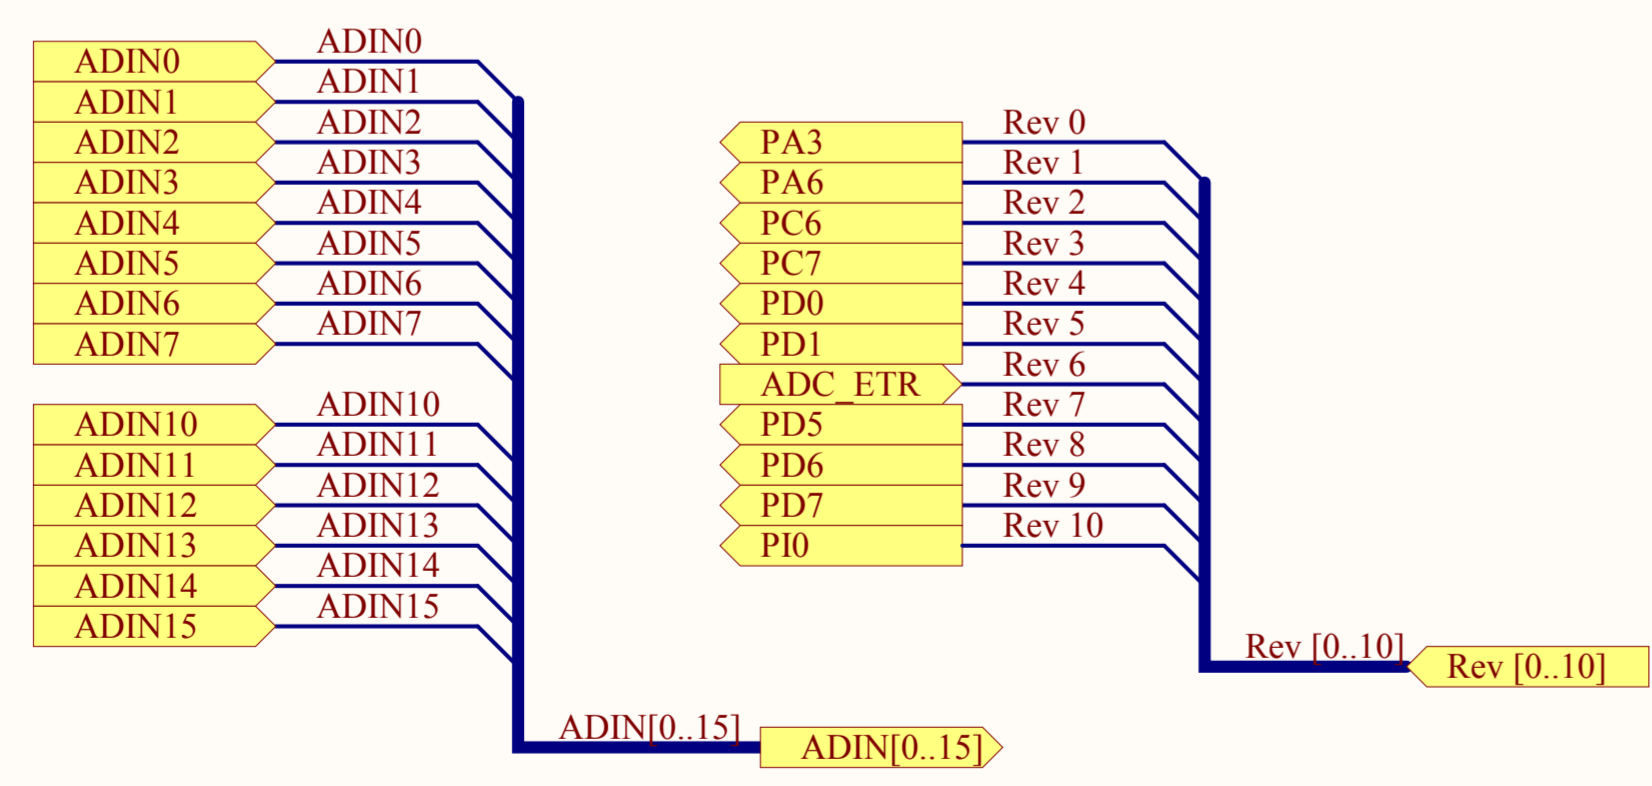 ADIN0 ADIN0
ADIN1 ADIN1
ADIN2 ADIN2
ADIN3 ADIN3
ADIN4 ADIN4
ADIN5 ADIN5
ADIN6 ADIN6
ADIN7 ADIN7
ADIN10 ADIN10
ADIN11 ADIN11
ADIN12 ADIN12
ADIN13 ADIN13
ADIN14 ADIN14
ADIN15 ADIN15
ADIN[0..15] ADIN[0..15]
PA3 Rev 0
PA6 Rev 1
PC6 Rev 2
PC7 Rev 3
PD0 Rev 4
PD1 Rev 5
ADC_ETR Rev 6
PD5 Rev 7
PD6 Rev 8
PD7 Rev 9
PI0 Rev 10
Rev [0..10] Rev [0..10]